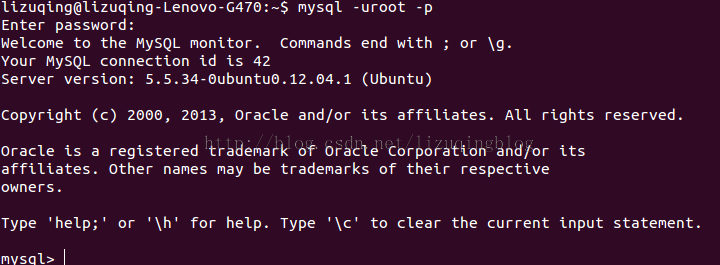 lizuqing@lizuqing-Lenovo-G470:~$ mysql -uroot -p
Enter password:
Welcome to the MySQL monitor.  Commands end with ; or \g.
Your MySQL connection id is 42
Server version: 5.5.34-0ubuntu0.12.04.1 (Ubuntu)
Copyright (c) 2000, 2013, Oracle and/or its affiliates. All rights reserved.
http://blog.csdn.net/lizuqingblog
Oracle is a registered trademark of Oracle Corporation and/or its
affiliates. Other names may be trademarks of their respective
owners.
Type 'help;' or '\h' for help. Type '\c' to clear the current input statement.
mysql>